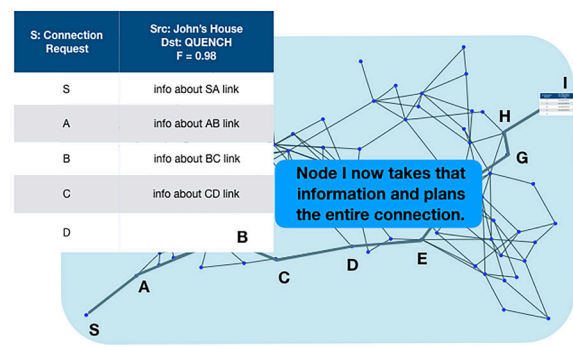 S: Connection
Request
Src: John's House
Dst: QUENCH
F = 0.98
S
info about SA link
A
info about AB link
B
info about BC link
C
info about CD link
D
Node I now takes that
information and plans
the entire connection.
I
H
G
B
C
D
E
A
S